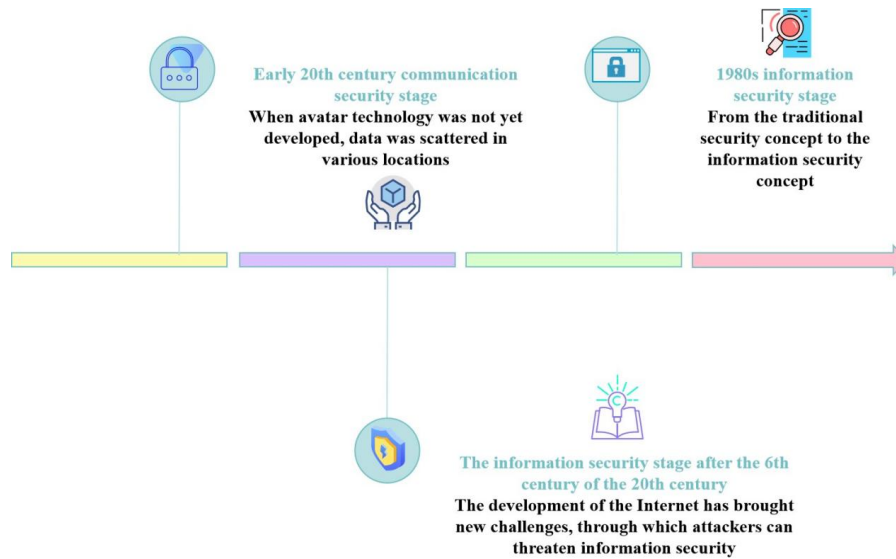 Early 20th century communication
security stage
When avatar technology was not yet
developed, data was scattered in
various locations
1980s information
security stage
From the traditional
security concept to the
information security
concept
The information security stage after the 6th
century of the 20th century
The development of the Internet has brought
new challenges, through which attackers can
threaten information security